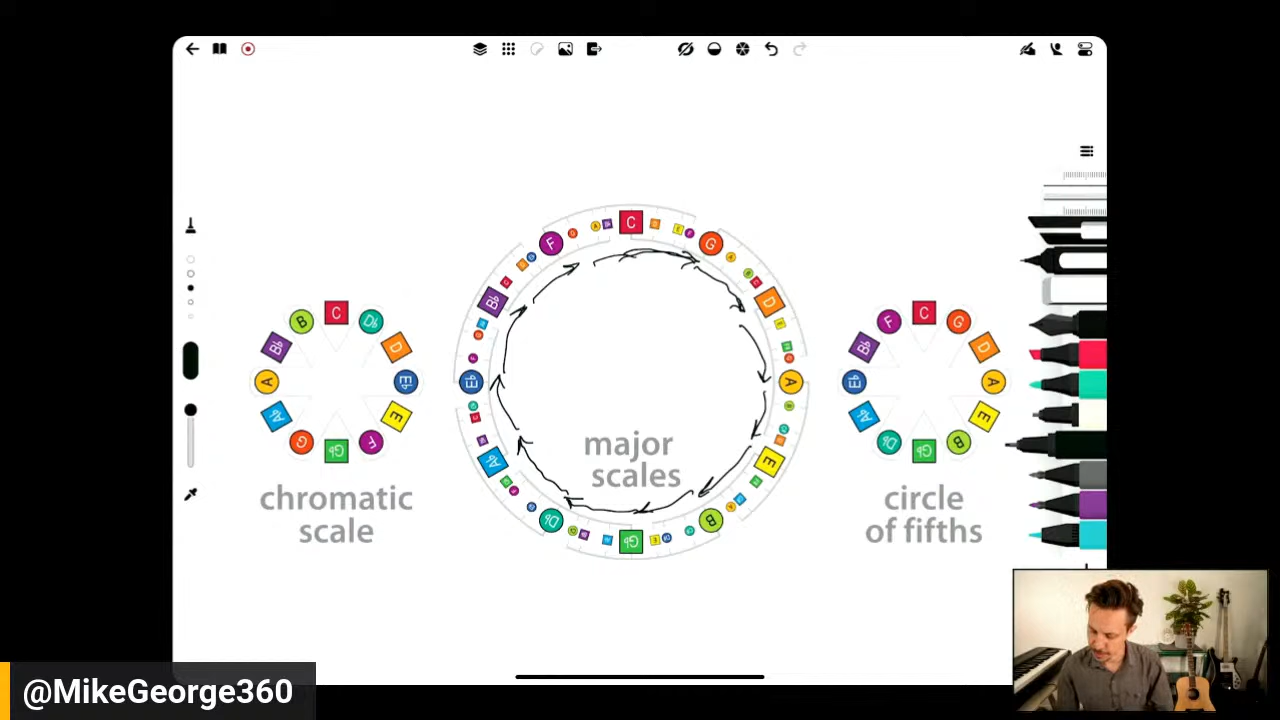 C
D♭
D
E♭
E
F
G♭
G
A♭
A
B♭
B
chromatic
scale
C
G
D
A
E
B
G♭
D♭
A♭
E♭
B♭
F
major
scales
C
G
D
A
E
B
G♭
D♭
A♭
E♭
B♭
F
circle
of fifths
@MikeGeorge360